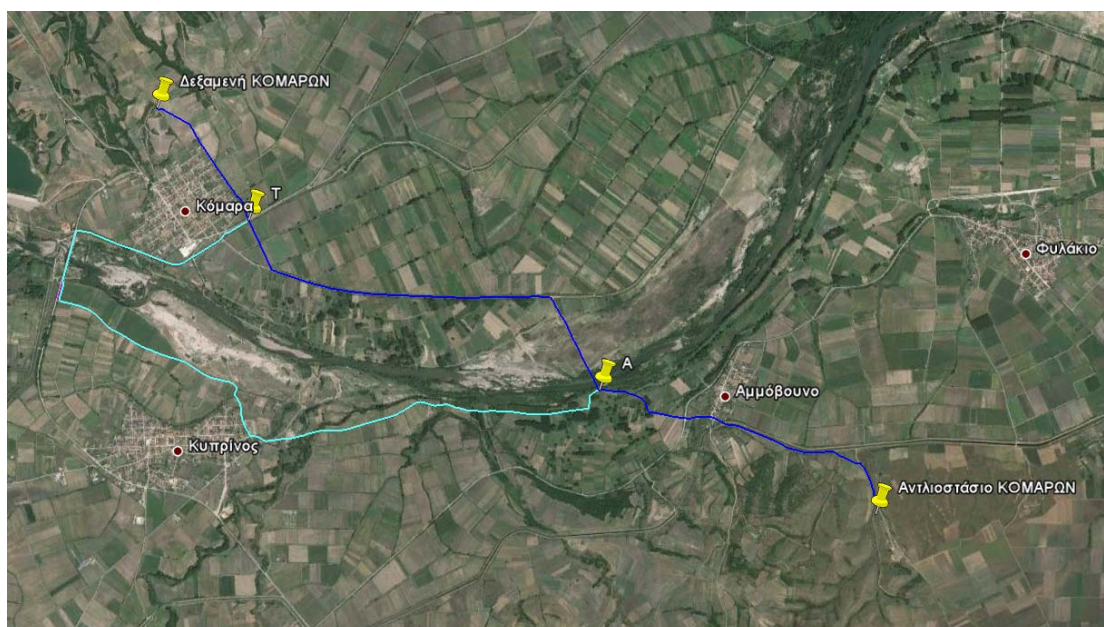 Δεξαμενή ΚΟΜΑΡΩΝ
Τ
Κόμαρα
Φυλάκιο
Α
Αμμόβουνο
Κυπρίνος
Αντλιοστάσιο ΚΟΜΑΡΩΝ